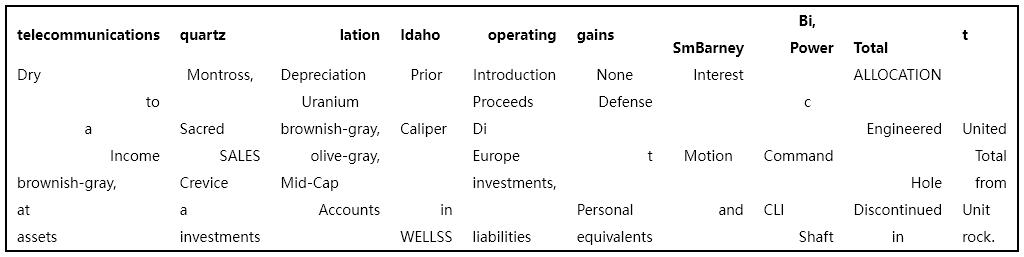 telecommunications quartz lation Idaho operating gains SmBarney Bi, Power Total t
Dry Montross, Depreciation Prior Introduction None Interest ALLOCATION
to Uranium Proceeds Defense c
a Sacred brownish-gray, Caliper Di Engineered United
Income SALES olive-gray, Europe t Motion Command Total
brownish-gray, Crevice Mid-Cap investments, Hole from
at a Accounts in Personal and CLI Discontinued Unit
assets investments WELLSS liabilities equivalents Shaft in rock.